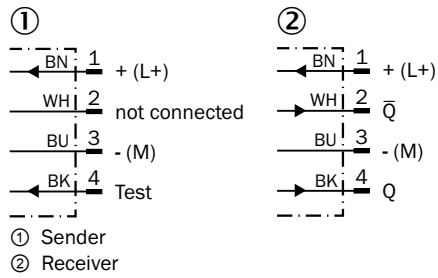 ① ②
BN 1 + (L+) BN 1 + (L+)
WH 2 not connected WH 2 Q̅
BU 3 - (M) BU 3 - (M)
BK 4 Test BK 4 Q
① Sender
② Receiver